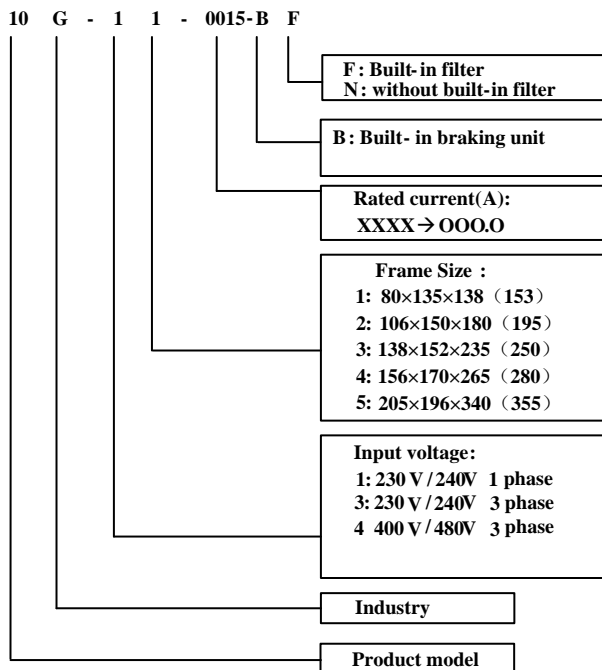 10 G - 1 1 - 0015-B F
F: Built-in filter
N: without built-in filter
B: Built- in braking unit
Rated current(A):
XXXX→OOO.O
Frame Size :
1: 80×135×138（153）
2: 106×150×180（195）
3: 138×152×235（250）
4: 156×170×265（280）
5: 205×196×340（355）
Input voltage:
1: 230 V / 240V 1 phase
3: 230 V / 240V 3 phase
4 400 V / 480V 3 phase
Industry
Product model